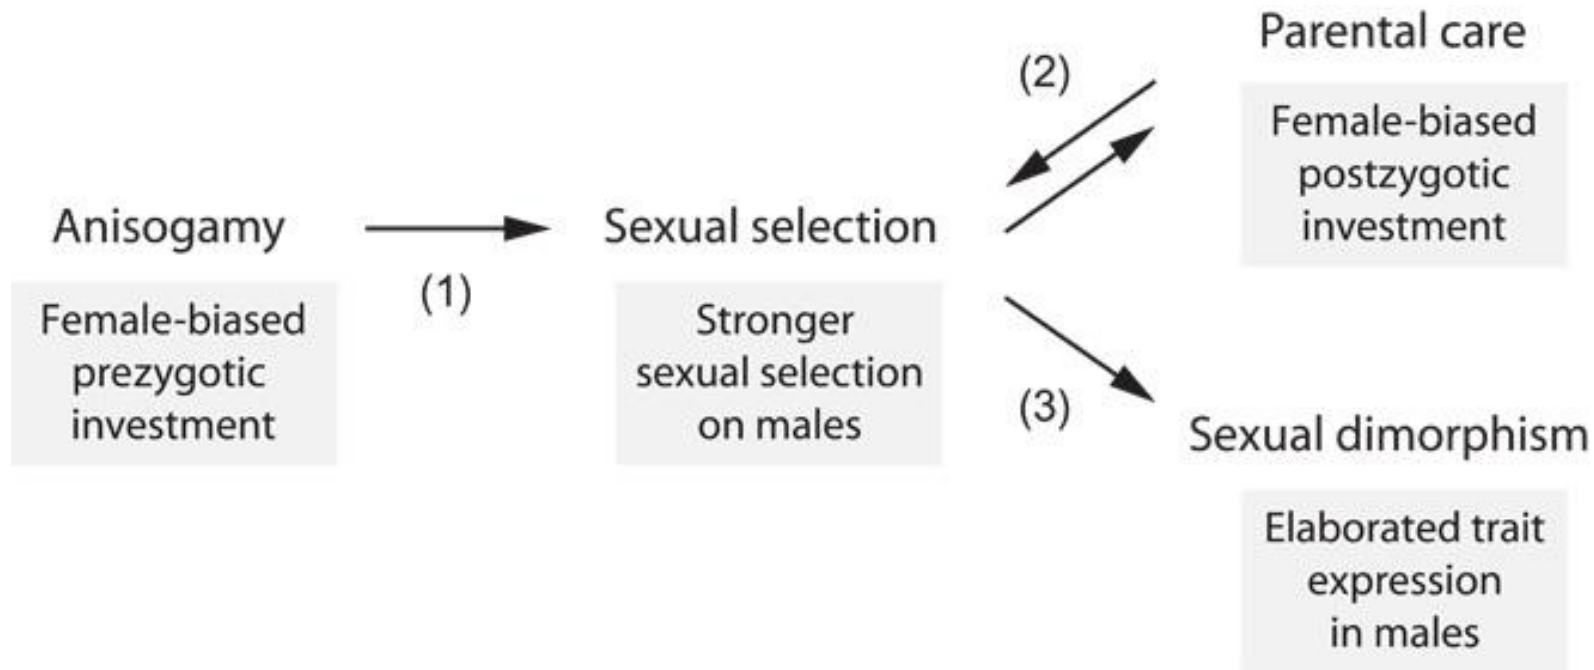 Anisogamy
Female-biased
prezygotic
investment
(1)
Sexual selection
Stronger
sexual selection
on males
(2)
Parental care
Female-biased
postzygotic
investment
(3)
Sexual dimorphism
Elaborated trait
expression
in males